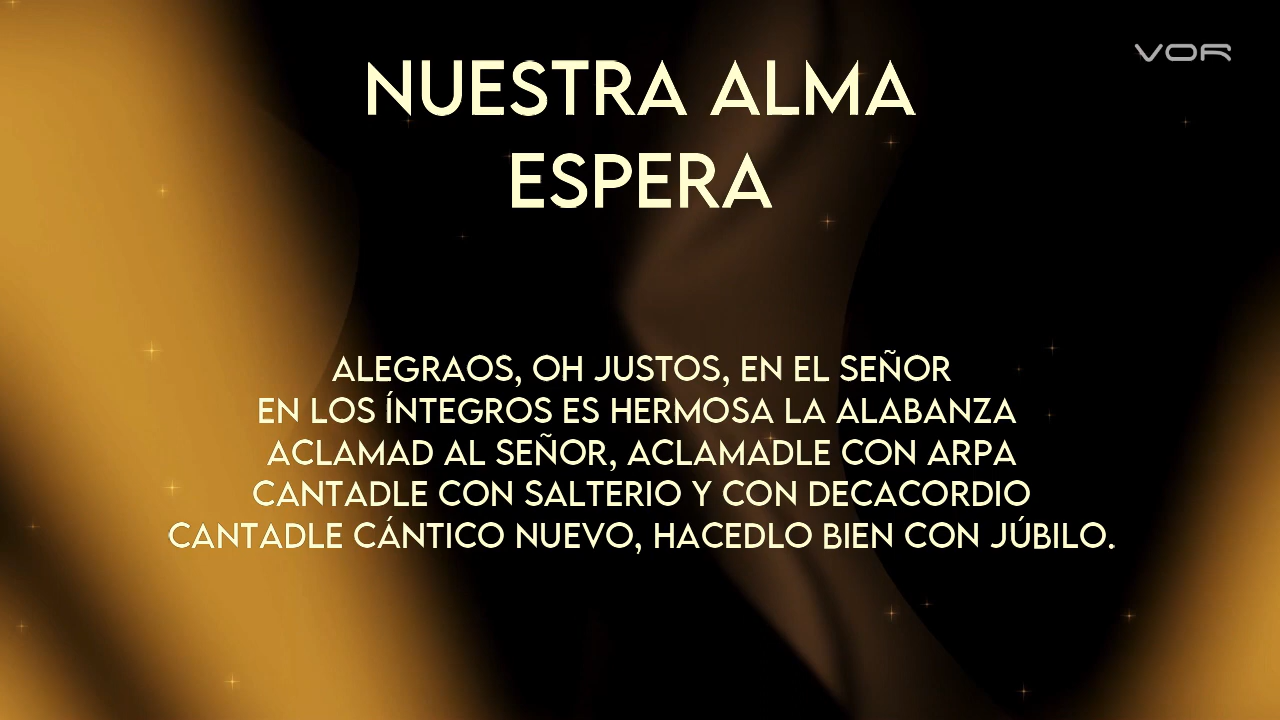 VOR
NUESTRA ALMA
ESPERA
ALEGRAOS, OH JUSTOS, EN EL SEÑOR
EN LOS ÍNTEGROS ES HERMOSA LA ALABANZA
ACLAMAD AL SEÑOR, ACLAMADLE CON ARPA
CANTADLE CON SALTERIO Y CON DECACORDIO
CANTADLE CÁNTICO NUEVO, HACEDLO BIEN CON JÚBILO.